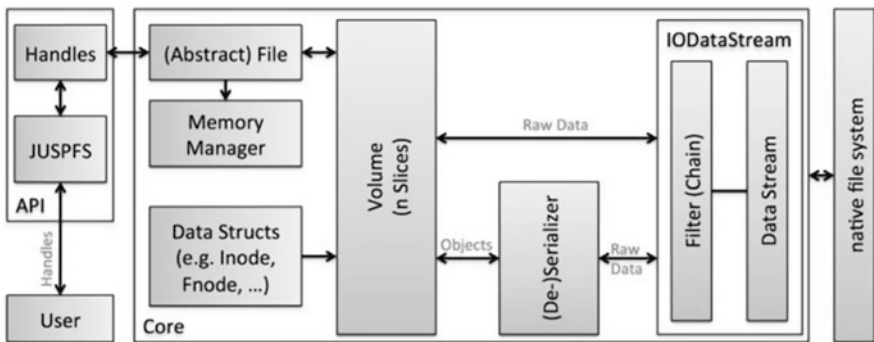 Handles
JUSPFS
API
Handles
User
(Abstract) File
Memory
Manager
Data Structs
(e.g. Inode,
Fnode, ...)
Core
Volume
(n Slices)
Raw Data
Objects
(De-)Serializer
Raw
Data
IODataStream
Filter (Chain)
Data Stream
native file system